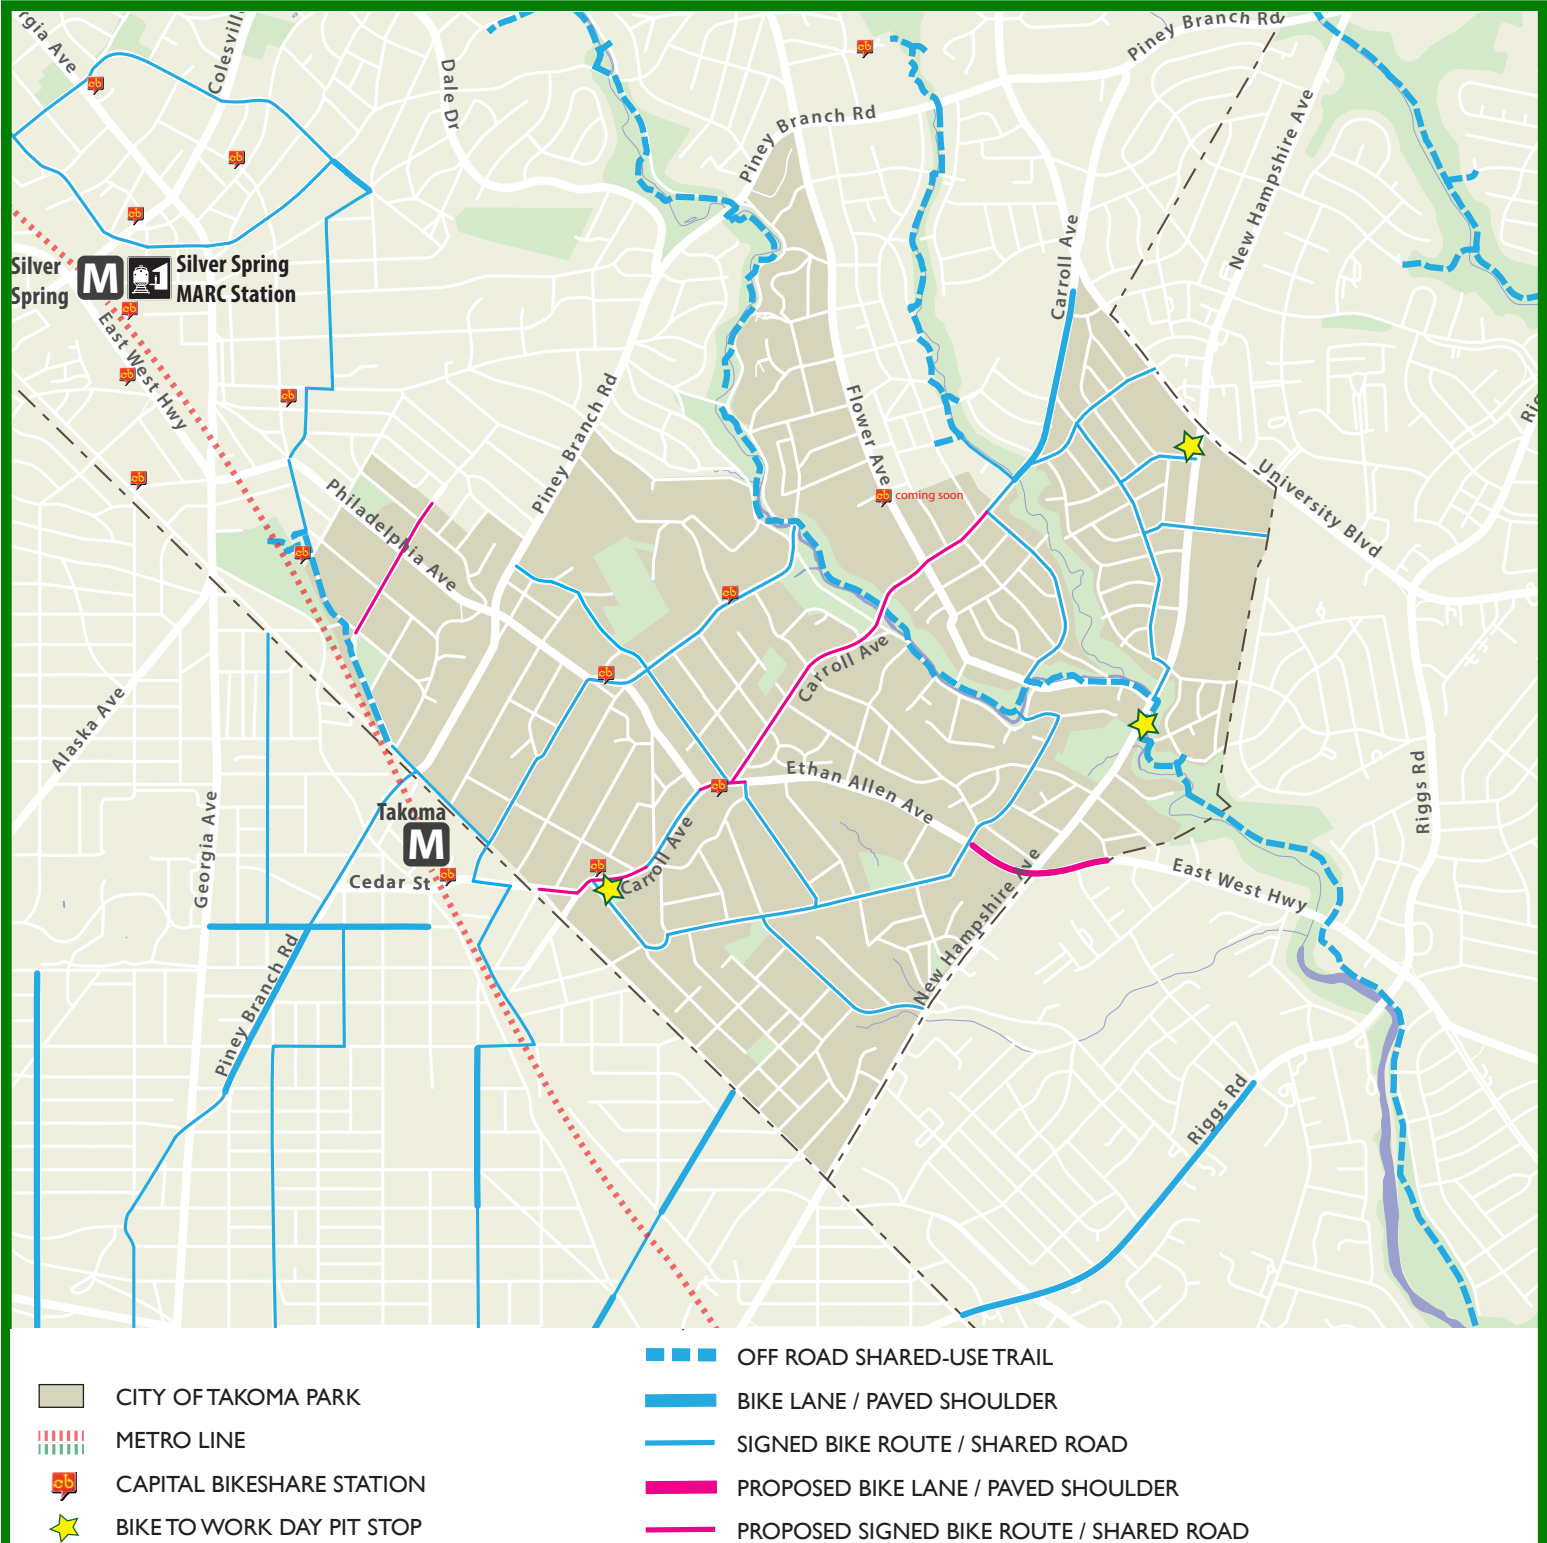 rgia Ave
Colesvill
Dale Dr
Piney Branch Rd
Piney Branch Rd
New Hampshire Ave
Carroll Ave
Silver
Spring
M
Silver Spring
MARC Station
East West Hwy
Piney Branch Rd
Flower Ave
coming soon
Philadelphia Ave
University Blvd
Alaska Ave
Carroll Ave
Ethan Allen Ave
Riggs Rd
Georgia Ave
Takoma
M
Cedar St
Carroll Ave
New Hampshire Ave
East West Hwy
Piney Branch Rd
Riggs Rd
CITY OF TAKOMA PARK
METRO LINE
CAPITAL BIKESHARE STATION
BIKE TO WORK DAY PIT STOP
OFF ROAD SHARED-USE TRAIL
BIKE LANE / PAVED SHOULDER
SIGNED BIKE ROUTE / SHARED ROAD
PROPOSED BIKE LANE / PAVED SHOULDER
PROPOSED SIGNED BIKE ROUTE / SHARED ROAD